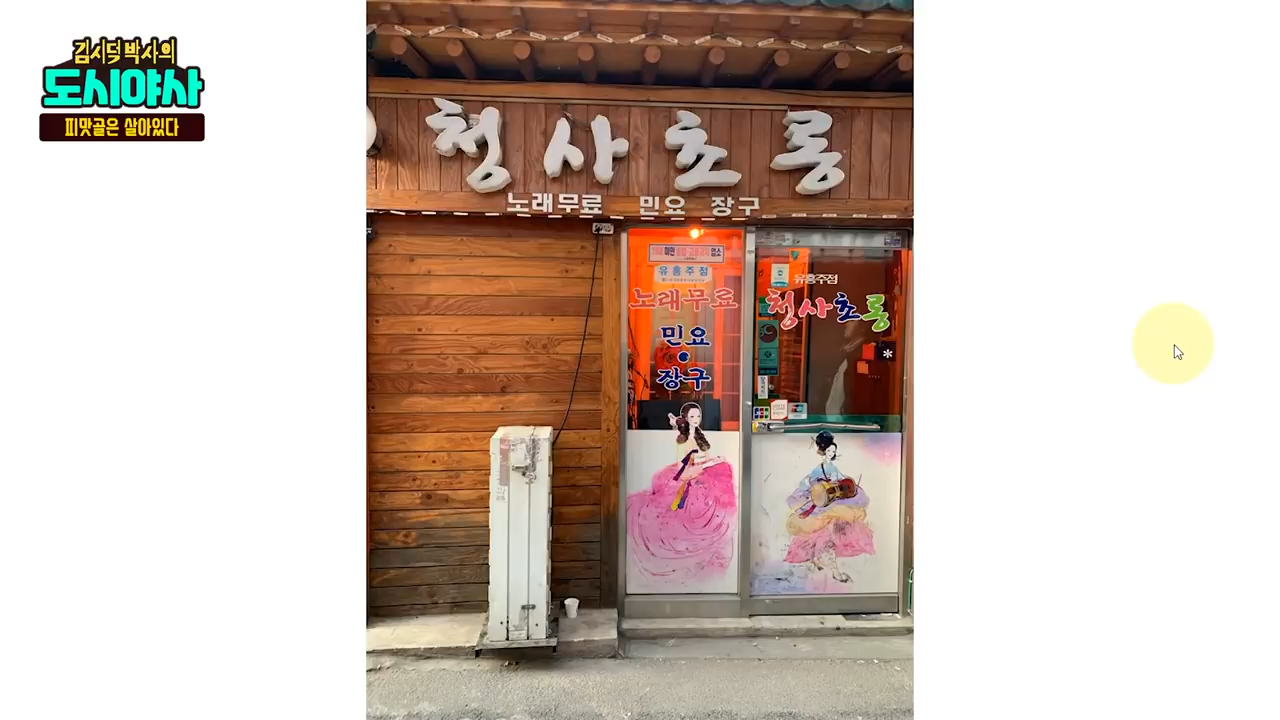 김시덕 박사의
도시야사
피맛골은 살아있다
청사초롱
노래무료 민요 장구
업소
유흥주점
노래무료
민요
장구
유흥주점
청사초롱